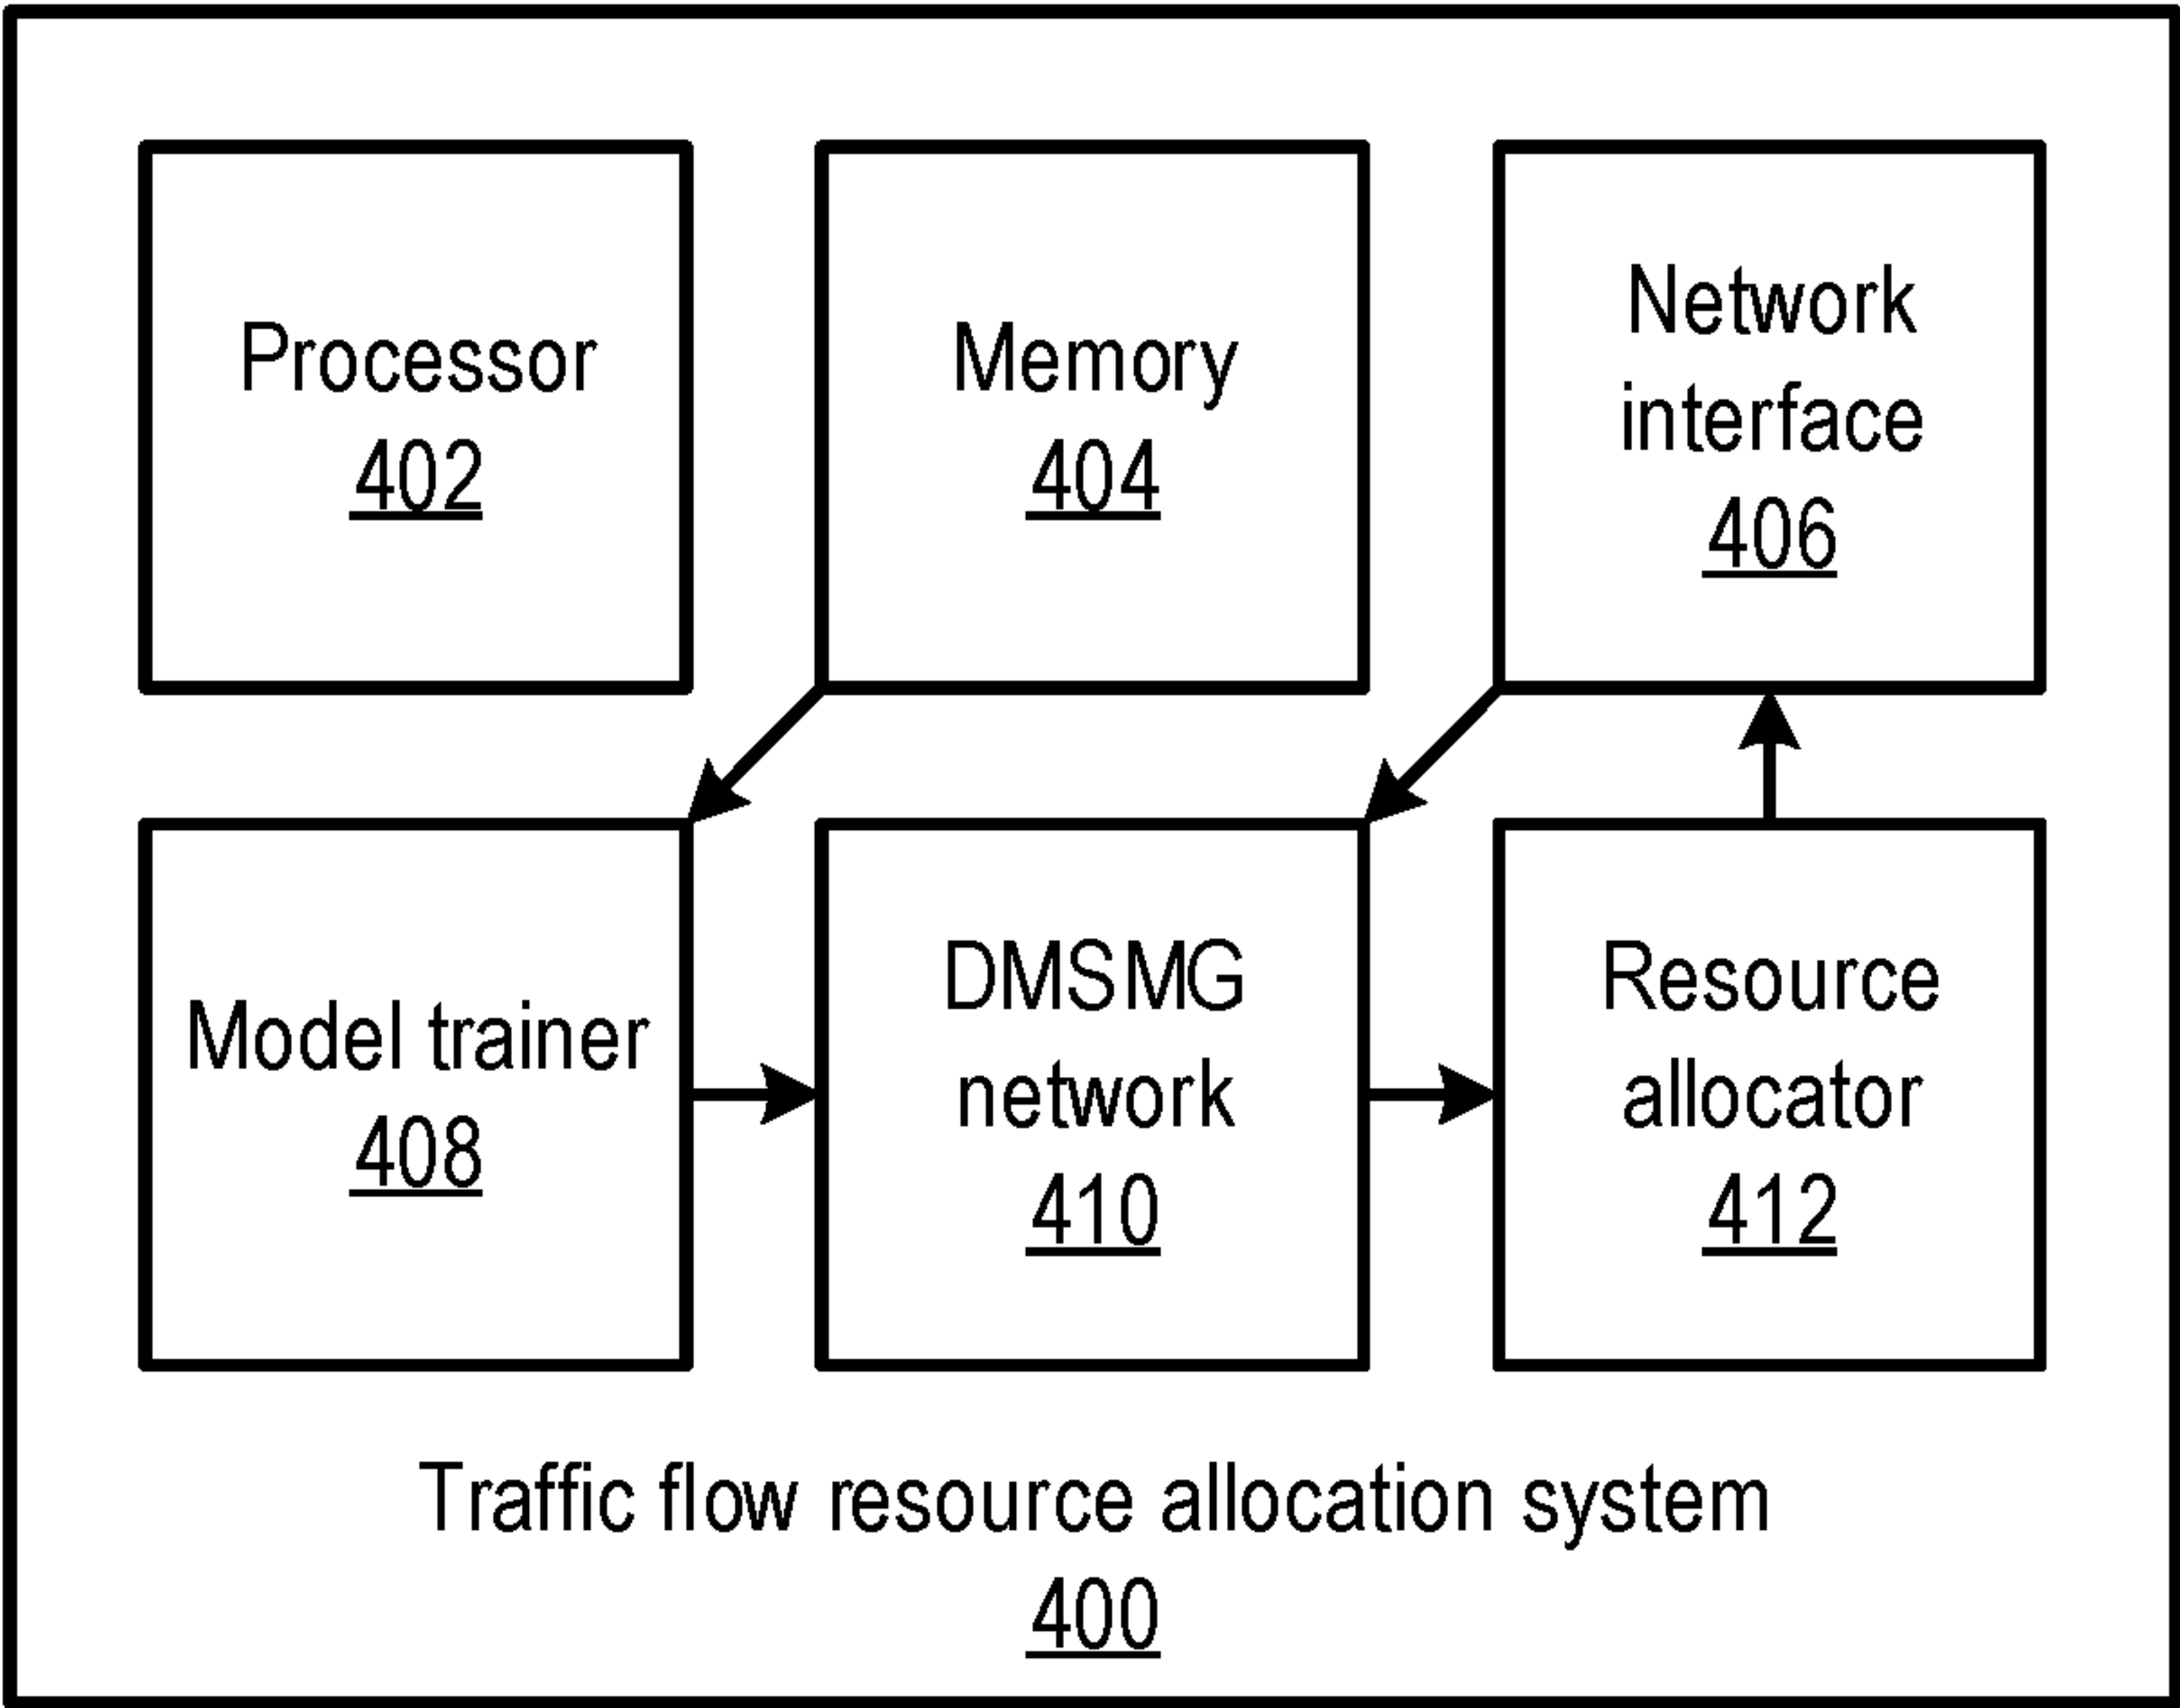 Processor
402
Memory
404
Network
interface
406
Model trainer
408
DMSMG
network
410
Resource
allocator
412
Traffic flow resource allocation system
400